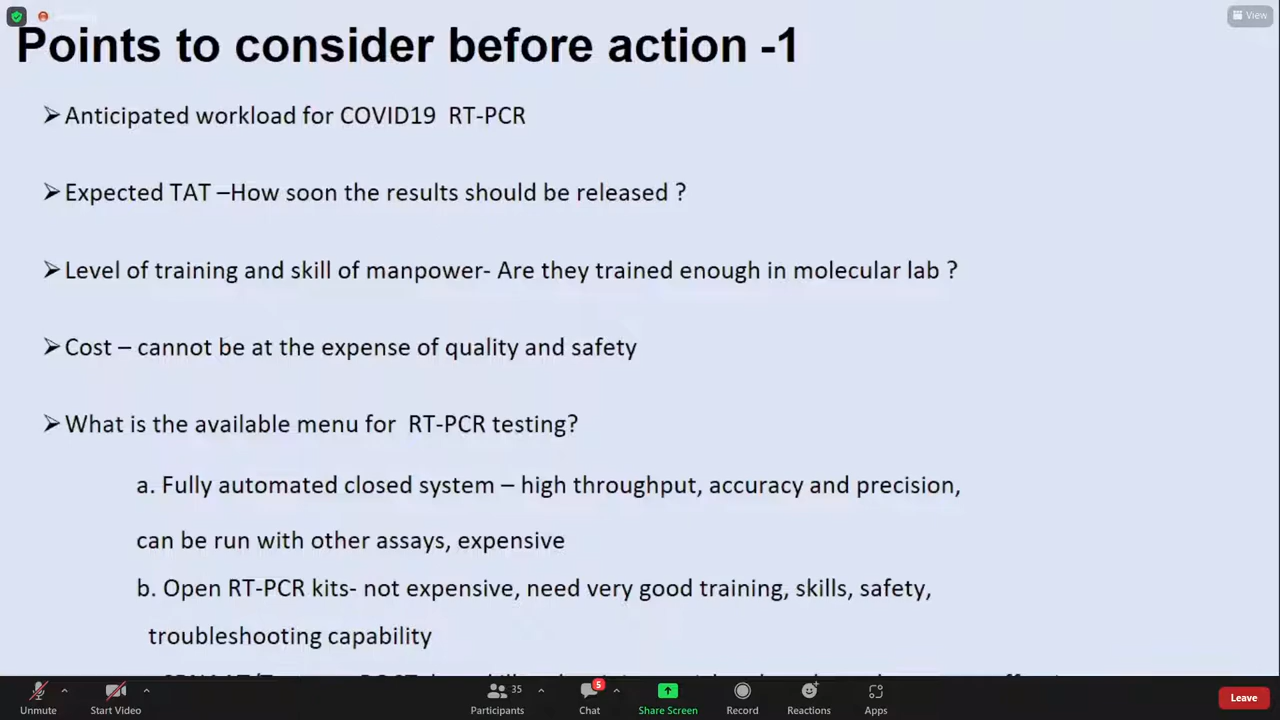 View
Points to consider before action -1
➢Anticipated workload for COVID19 RT-PCR
➢Expected TAT –How soon the results should be released ?
➢Level of training and skill of manpower- Are they trained enough in molecular lab ?
➢Cost – cannot be at the expense of quality and safety
➢What is the available menu for RT-PCR testing?
a. Fully automated closed system – high throughput, accuracy and precision,
can be run with other assays, expensive
b. Open RT-PCR kits- not expensive, need very good training, skills, safety,
troubleshooting capability
35
5
Unmute Start Video Participants Chat Share Screen Record Reactions Apps Leave